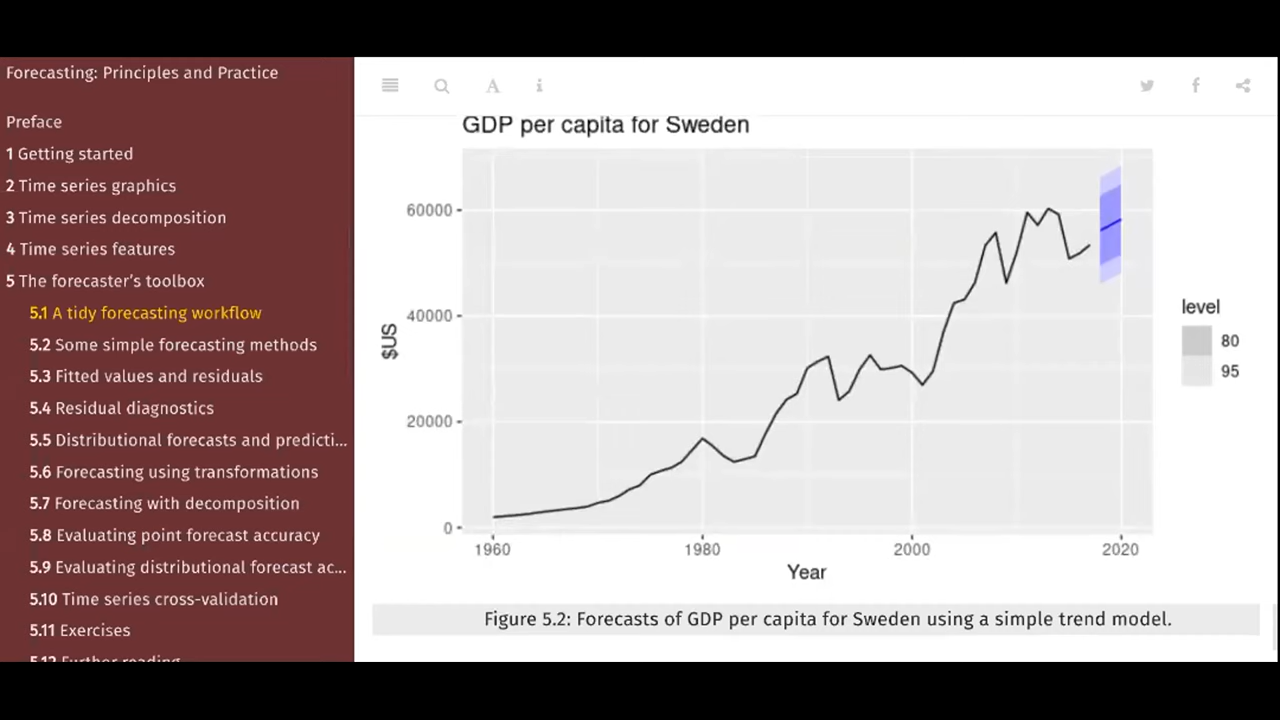 Forecasting: Principles and Practice
Preface
1 Getting started
2 Time series graphics
3 Time series decomposition
4 Time series features
5 The forecaster's toolbox
5.1 A tidy forecasting workflow
5.2 Some simple forecasting methods
5.3 Fitted values and residuals
5.4 Residual diagnostics
5.5 Distributional forecasts and predicti...
5.6 Forecasting using transformations
5.7 Forecasting with decomposition
5.8 Evaluating point forecast accuracy
5.9 Evaluating distributional forecast ac...
5.10 Time series cross-validation
5.11 Exercises
5.12 Further reading
GDP per capita for Sweden
60000
40000
20000
0
$US
1960 1980 2000 2020
Year
level
80
95
Figure 5.2: Forecasts of GDP per capita for Sweden using a simple trend model.